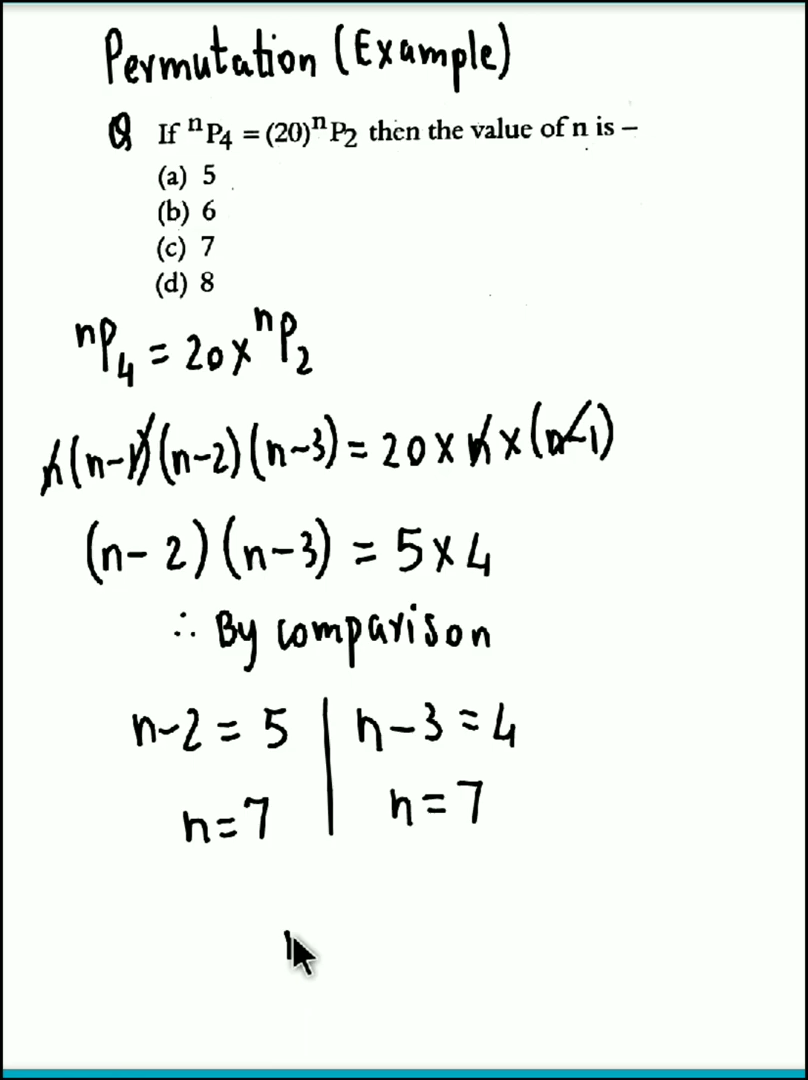 Permutation (Example)
Q If ⁿP₄ = (20)ⁿP₂ then the value of n is –
(a) 5
(b) 6
(c) 7
(d) 8
ⁿP₄ = 20 × ⁿP₂
n(n-1)(n-2)(n-3) = 20 × n × (n-1)
(n-2)(n-3) = 5 × 4
∴ By comparison
n-2 = 5 | n-3 = 4
n = 7 | n = 7